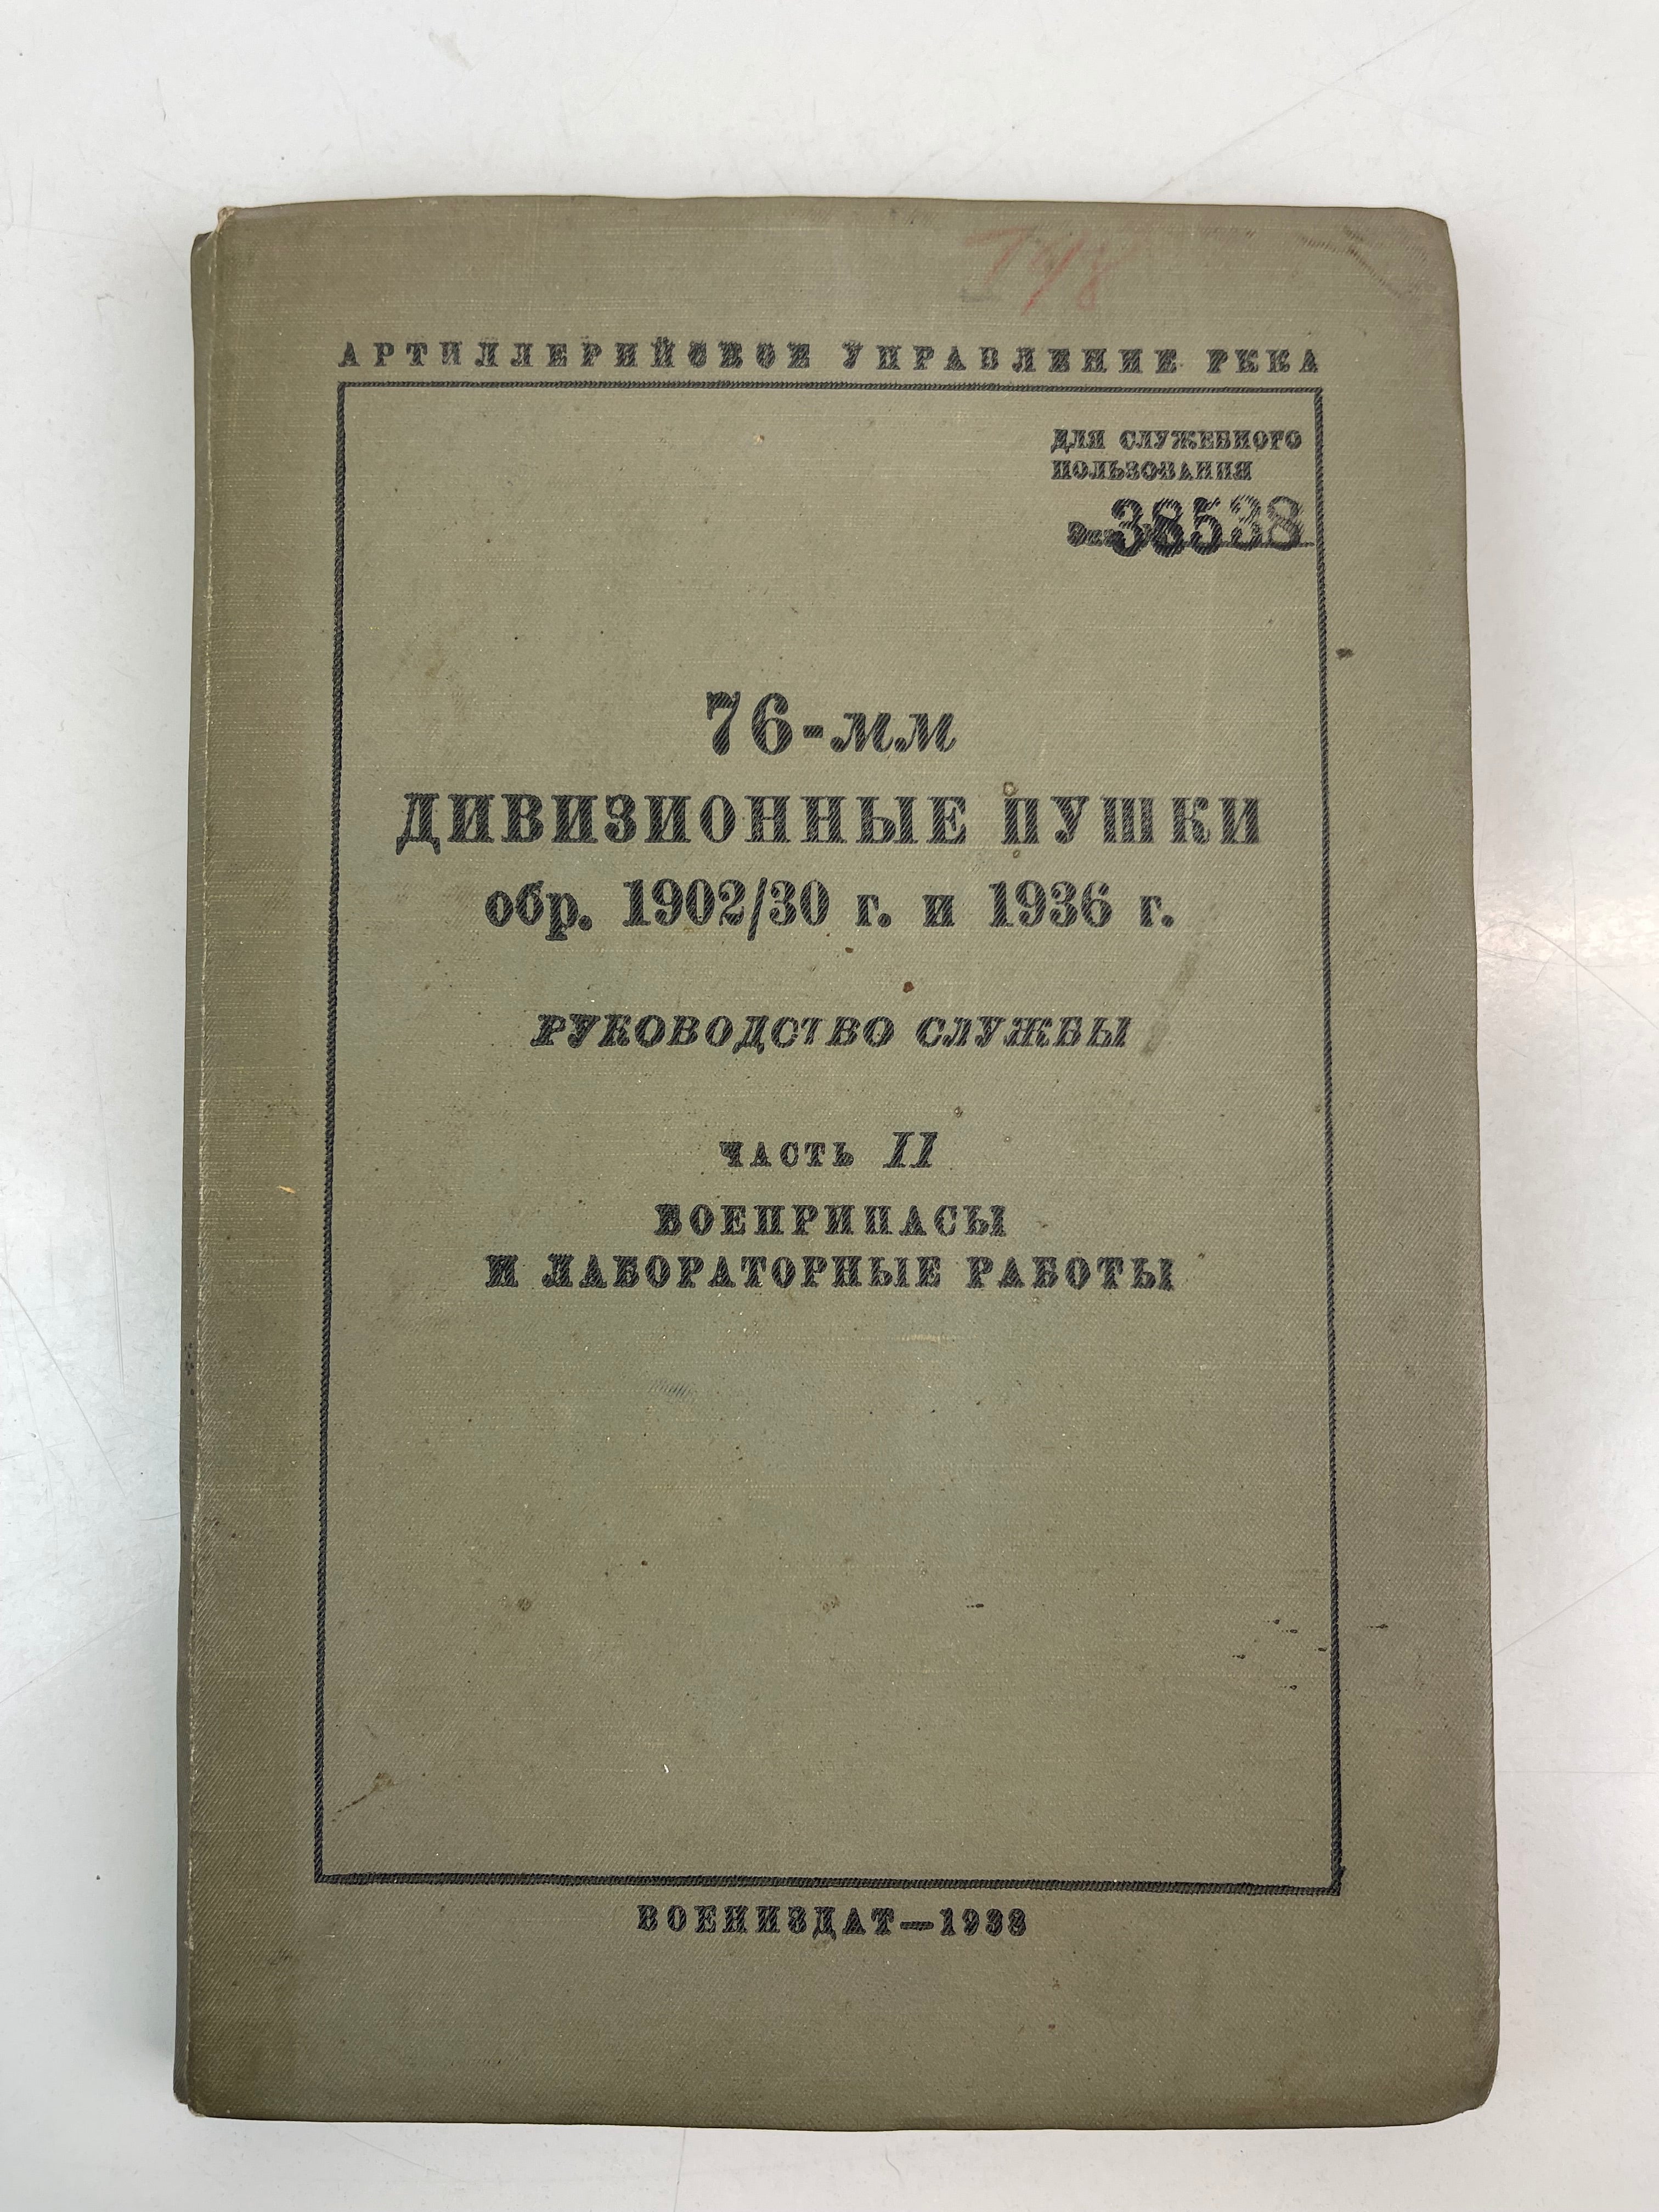 АРТИЛЛЕРИЙСКОЕ УПРАВЛЕНИЕ РККА
ДЛЯ СЛУЖЕБНОГО
ПОЛЬЗОВАНИЯ
38538
76-мм
ДИВИЗИОННЫЕ ПУШКИ
обр. 1902/30 г. и 1936 г.
РУКОВОДСТВО СЛУЖБЫ
ЧАСТЬ II
БОЕПРИПАСЫ
И ЛАБОРАТОРНЫЕ РАБОТЫ
ВОЕНИЗДАТ—1938